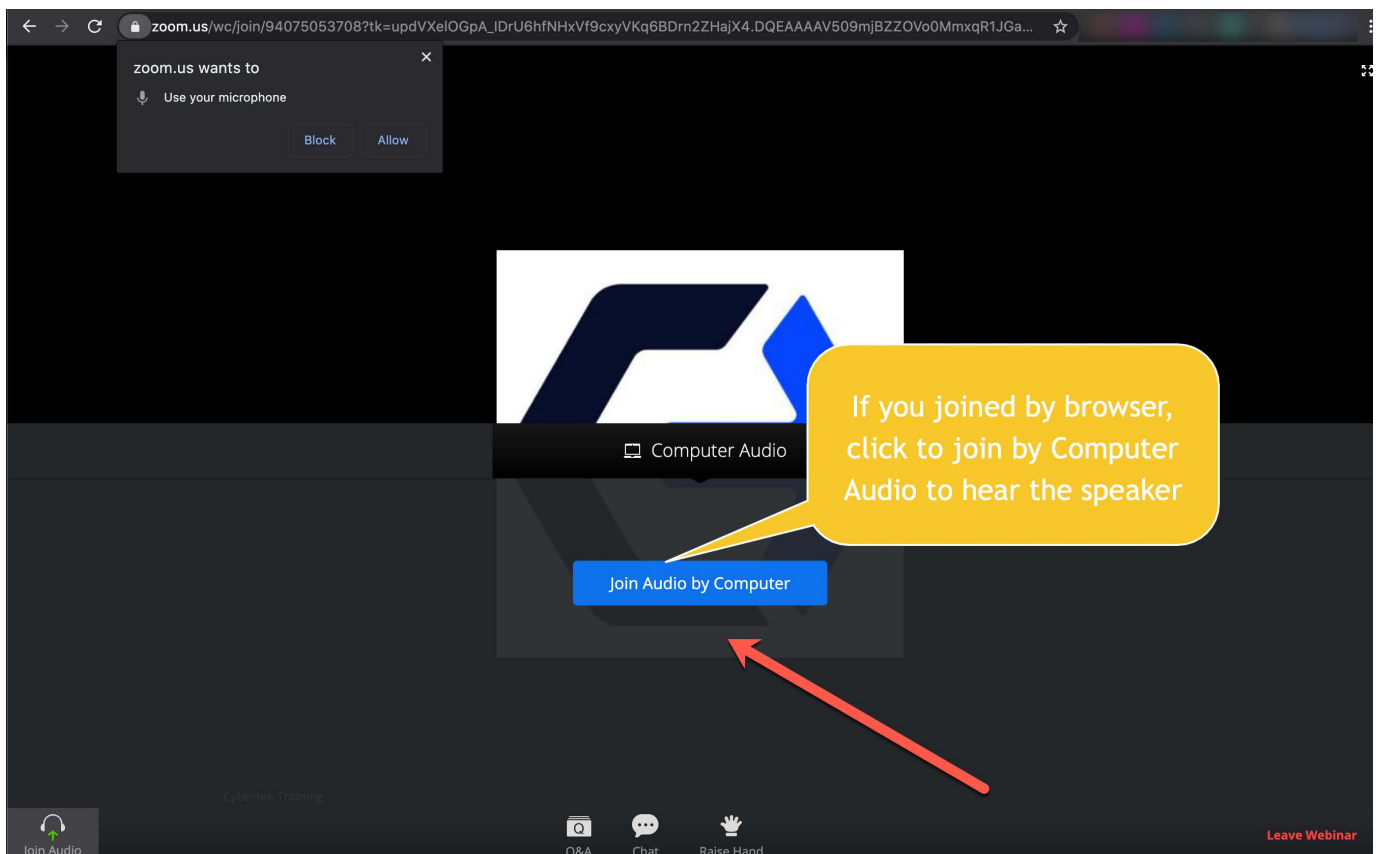 zoom.us/wc/join/94075053708?tk=updVXelOGpA_IDrU6hfNHxVf9cxyVKq6BDrn2ZHajX4.DQEAAAAV509mjBZZOVo0MmxqR1JGa...
zoom.us wants to
Use your microphone
Block Allow
Computer Audio
If you joined by browser,
click to join by Computer
Audio to hear the speaker
Join Audio by Computer
Cybertek Training
Join Audio
Q&A Chat Raise Hand
Leave Webinar